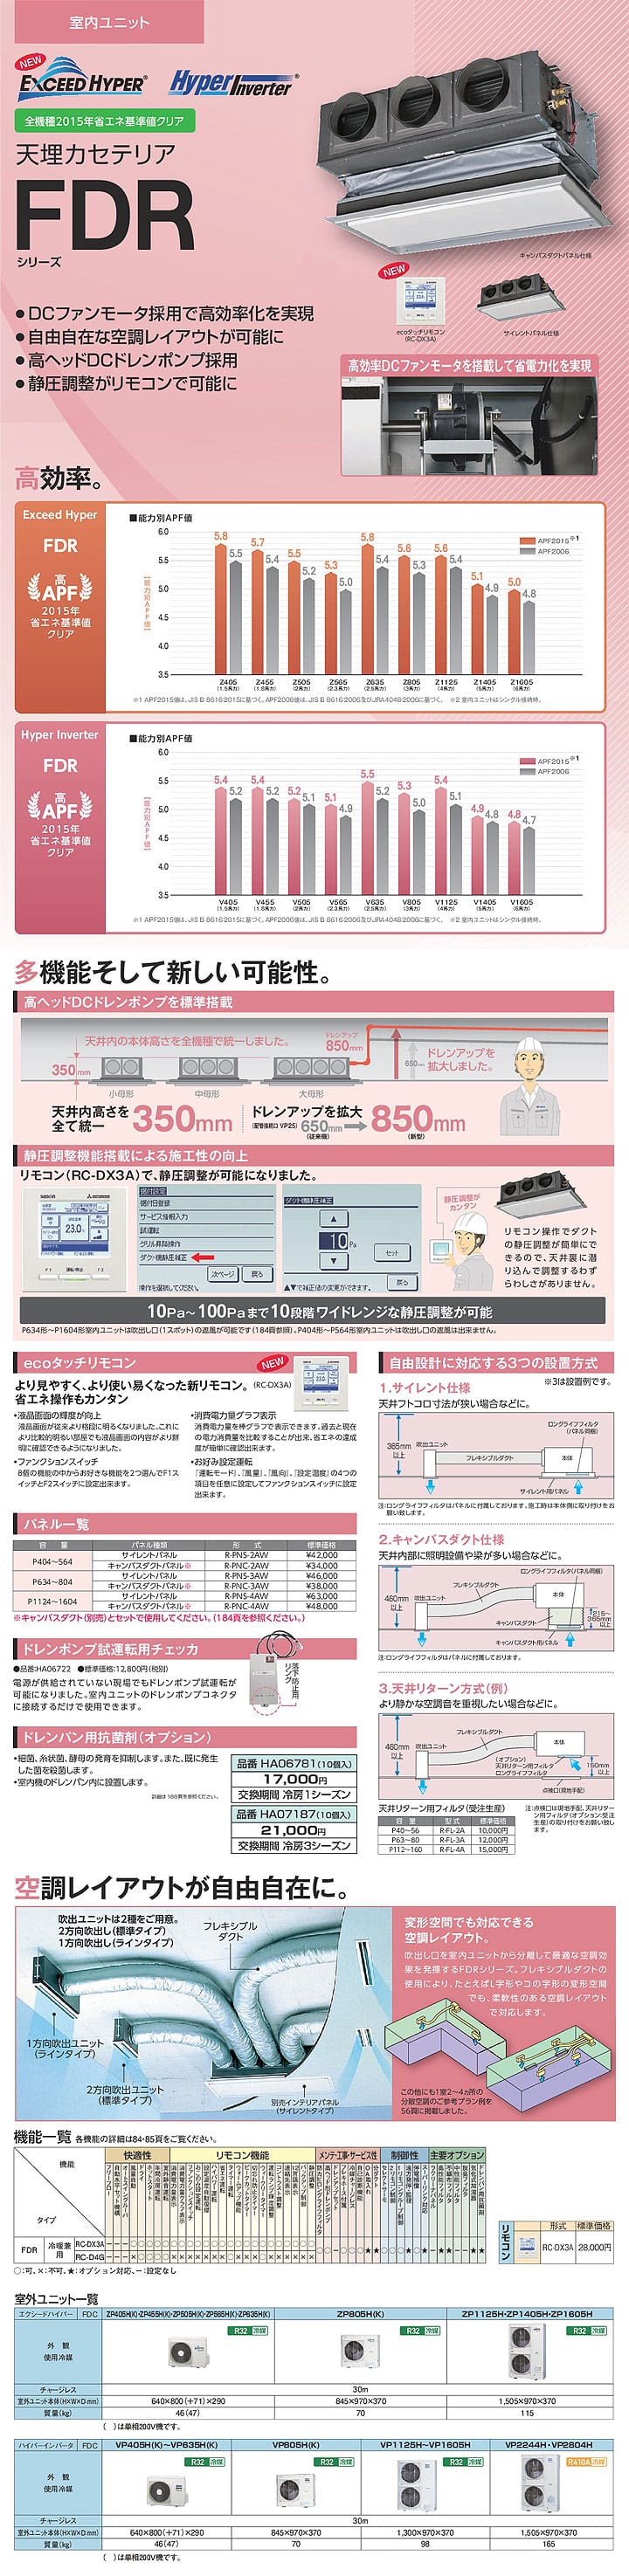 室内ユニット
NEW
EXCEED HYPER®
Hyper Inverter®
全機種2015年省エネ基準値クリア
天埋カセテリア
FDR
シリーズ
キャンバスダクトパネル仕様
NEW
ecoタッチリモコン
(RC-DX3A)
サイレントパネル仕様
●DCファンモータ採用で高効率化を実現
●自由自在な空調レイアウトが可能に
●高ヘッドDCドレンポンプ採用
●静圧調整がリモコンで可能に
高効率DCファンモータを搭載して省電力化を実現
高効率。
Exceed Hyper
FDR
高
APF
2015年
省エネ基準値
クリア
■能力別APF値
APF2015※1
APF2006
【能力別APF値】
6.0
5.5
5.0
4.5
4.0
3.5
5.8 5.5 5.7 5.4 5.5 5.2 5.3 5.0 5.8 5.4 5.6 5.3 5.6 5.4 5.1 4.9 5.0 4.8
Z405 Z455 Z505 Z565 Z635 Z805 Z1125 Z1405 Z1605
(1.5馬力) (1.8馬力) (2馬力) (2.3馬力) (2.5馬力) (3馬力) (4馬力) (5馬力) (6馬力)
※1 APF2015値は、JIS B 8616:2015に基づく。APF2006値は、JIS B 8616:2006及びJRA4048:2006に基づく。 ※2 室内ユニットはシングル接続時。
Hyper Inverter
FDR
高
APF
2015年
省エネ基準値
クリア
■能力別APF値
APF2015※1
APF2006
【能力別APF値】
6.0
5.5
5.0
4.5
4.0
3.5
5.4 5.2 5.4 5.2 5.2 5.1 5.1 4.9 5.5 5.2 5.3 5.0 5.4 5.1 4.9 4.8 4.8 4.7
V405 V455 V505 V565 V635 V805 V1125 V1405 V1605
(1.5馬力) (1.8馬力) (2馬力) (2.3馬力) (2.5馬力) (3馬力) (4馬力) (5馬力) (6馬力)
※1 APF2015値は、JIS B 8616:2015に基づく。APF2006値は、JIS B 8616:2006及びJRA4048:2006に基づく。 ※2 室内ユニットはシングル接続時。
多機能そして新しい可能性。
高ヘッドDCドレンポンプを標準搭載
天井内の本体高さを全機種で統一しました。
ドレンアップ
850mm
350mm
650mm
ドレンアップを
拡大しました。
小母形 中母形 大母形
天井内高さを
全て統一 350mm
ドレンアップを拡大
(配管接続口 VP25) 650mm → 850mm
(従来機) (新型)
静圧調整機能搭載による施工性の向上
リモコン(RC-DX3A)で、静圧調整が可能になりました。
23.0
F1 運転/停止 F2
据付設定
据付日登録
サービス情報入力
試運転
グリル昇降操作
ダクト機静圧補正
次ページ 戻る
操作を選択してください。
ダクト機静圧補正
10 Pa
セット
戻る
▲▼で補正値の変更ができます。
静圧調整が
カンタン
リモコン操作でダクト
の静圧調整が簡単にで
きるので、天井裏に潜
り込んで調整するわず
らわしさがありません。
10Pa～100Paまで10段階ワイドレンジな静圧調整が可能
P634形～P1604形室内ユニットは吹出し口(1スポット)の遮風が可能です(184頁参照)。P404形～P564形室内ユニットは吹出し口の遮風は出来ません。
ecoタッチリモコン
NEW
より見やすく、より使い易くなった新リモコン。
(RC-DX3A)
省エネ操作もカンタン
•液晶画面の輝度が向上
液晶画面が従来より格段に明るくなりました。これに
より比較的明るい部屋でも液晶画面の内容がより鮮
明に確認できるようになりました。
•ファンクションスイッチ
8個の機能の中からお好きな機能を2つ選んでF1ス
イッチとF2スイッチに設定出来ます。
•消費電力量グラフ表示
消費電力量を棒グラフで表示できます。過去と現在
の電力消費量を比較することが出来、省エネの達成
度が簡単に確認出来ます。
•お好み設定運転
「運転モード」、「風量」、「風向」、「設定温度」の4つの
項目を任意に設定してファンクションスイッチに設定
出来ます。
パネル一覧
容量 パネル種類 形式 標準価格
P404～564 サイレントパネル R-PNS-2AW ¥42,000
キャンバスダクトパネル※ R-PNC-2AW ¥34,000
P634～804 サイレントパネル R-PNS-3AW ¥46,000
キャンバスダクトパネル※ R-PNC-3AW ¥38,000
P1124～1604 サイレントパネル R-PNS-4AW ¥63,000
キャンバスダクトパネル※ R-PNC-4AW ¥48,000
※キャンバスダクト(別売)とセットで使用してください。(184頁を参照ください。)
ドレンポンプ試運転用チェッカ
●品番:HA06722 ●標準価格:12,800円(税別)
電源が供給されていない現場でもドレンポンプ試運転が
可能になりました。室内ユニットのドレンポンプコネクタ
に接続するだけで使用できます。
落下防止用
リング
ドレンパン用抗菌剤(オプション)
•細菌、糸状菌、酵母の発育を抑制します。また、既に発生
した菌を殺菌します。
•室内機のドレンパン内に設置します。
詳細は 168頁を参照ください。
品番 HA06781(10個入)
17,000円
交換期間 冷房1シーズン
品番 HA07187(10個入)
21,000円
交換期間 冷房3シーズン
自由設計に対応する3つの設置方式
※3は設置例です。
1.サイレント仕様
天井フトコロ寸法が狭い場合などに。
365mm
以上
吹出ユニット
フレキシブルダクト
ロングライフフィルタ
(パネル同梱)
本体
サイレント用パネル
注:ロングライフフィルタはパネルに付属しております。施工時は本体側に取り付けをお
願い致します。
2.キャンバスダクト仕様
天井内部に照明設備や梁が多い場合などに。
ロングライフフィルタ(パネル同梱)
フレキシブルダクト
460mm
以上
吹出ユニット
本体
キャンバスダクト
215～
365mm
以上
キャンバスダクト用パネル
注:ロングライフフィルタはパネルに付属しております。
3.天井リターン方式(例)
より静かな空調音を重視したい場合などに。
フレキシブルダクト
460mm
以上
吹出ユニット
本体
(オプション)
天井リターン用フィルタ
ロングライフフィルタ
150mm
以上
点検口(現地手配)
天井リターン用フィルタ(受注生産)
容量 型式 標準価格
P40～56 R-FL-2A 10,000円
P63～80 R-FL-3A 12,000円
P112～160 R-FL-4A 15,000円
注:点検口は現地手配、天井リター
ン用フィルタ(オプション:受注
生産)の取り付けをお願い致し
ます。
空調レイアウトが自由自在に。
吹出ユニットは2種をご用意。
2方向吹出し(標準タイプ)
1方向吹出し(ラインタイプ)
フレキシブル
ダクト
1方向吹出ユニット
(ラインタイプ)
2方向吹出ユニット
(標準タイプ)
別売インテリアパネル
(サイレントタイプ)
変形空間でも対応できる
空調レイアウト。
吹出し口を室内ユニットから分離して最適な空調効
果を発揮するFDRシリーズ。フレキシブルダクトの
使用により、たとえばL字形やコの字形の変形空間
でも、柔軟性のある空調レイアウト
で対応します。
この他にも1室2～4ヵ所の
分散空調のご参考プラン例を
56頁に掲載しました。
機能一覧 各機能の詳細は84・85頁をご覧ください。
機能
タイプ
快適性 リモコン機能 メンテ・工事・サービス性 制御性 主要オプション
FDR 冷暖兼用 RC-DX3A
RC-D4G
○:可、×:不可、★:オプション対応、−:設定なし
リモコン
形式 標準価格
RC-DX3A 28,000円
室外ユニット一覧
エクシードハイパー FDC ZP405H(K)・ZP455H(K)・ZP505H(K)・ZP565H(K)・ZP635H(K) ZP805H(K) ZP1125H・ZP1405H・ZP1605H
外観
使用冷媒
R32 冷媒 R32 冷媒 R32 冷媒
チャージレス 30m
室外ユニット本体(H×W×Dmm) 640×800(+71)×290 845×970×370 1,505×970×370
質量(kg) 46(47) 70 115
( )は単相200V機です。
ハイパーインバータ FDC VP405H(K)～VP635H(K) VP805H(K) VP1125H～VP1605H VP2244H・VP2804H
外観
使用冷媒
R32 冷媒 R32 冷媒 R32 冷媒 R410A 冷媒
チャージレス 30m
室外ユニット本体(H×W×Dmm) 640×800(+71)×290 845×970×370 1,300×970×370 1,505×970×370
質量(kg) 46(47) 70 98 165
( )は単相200V機です。